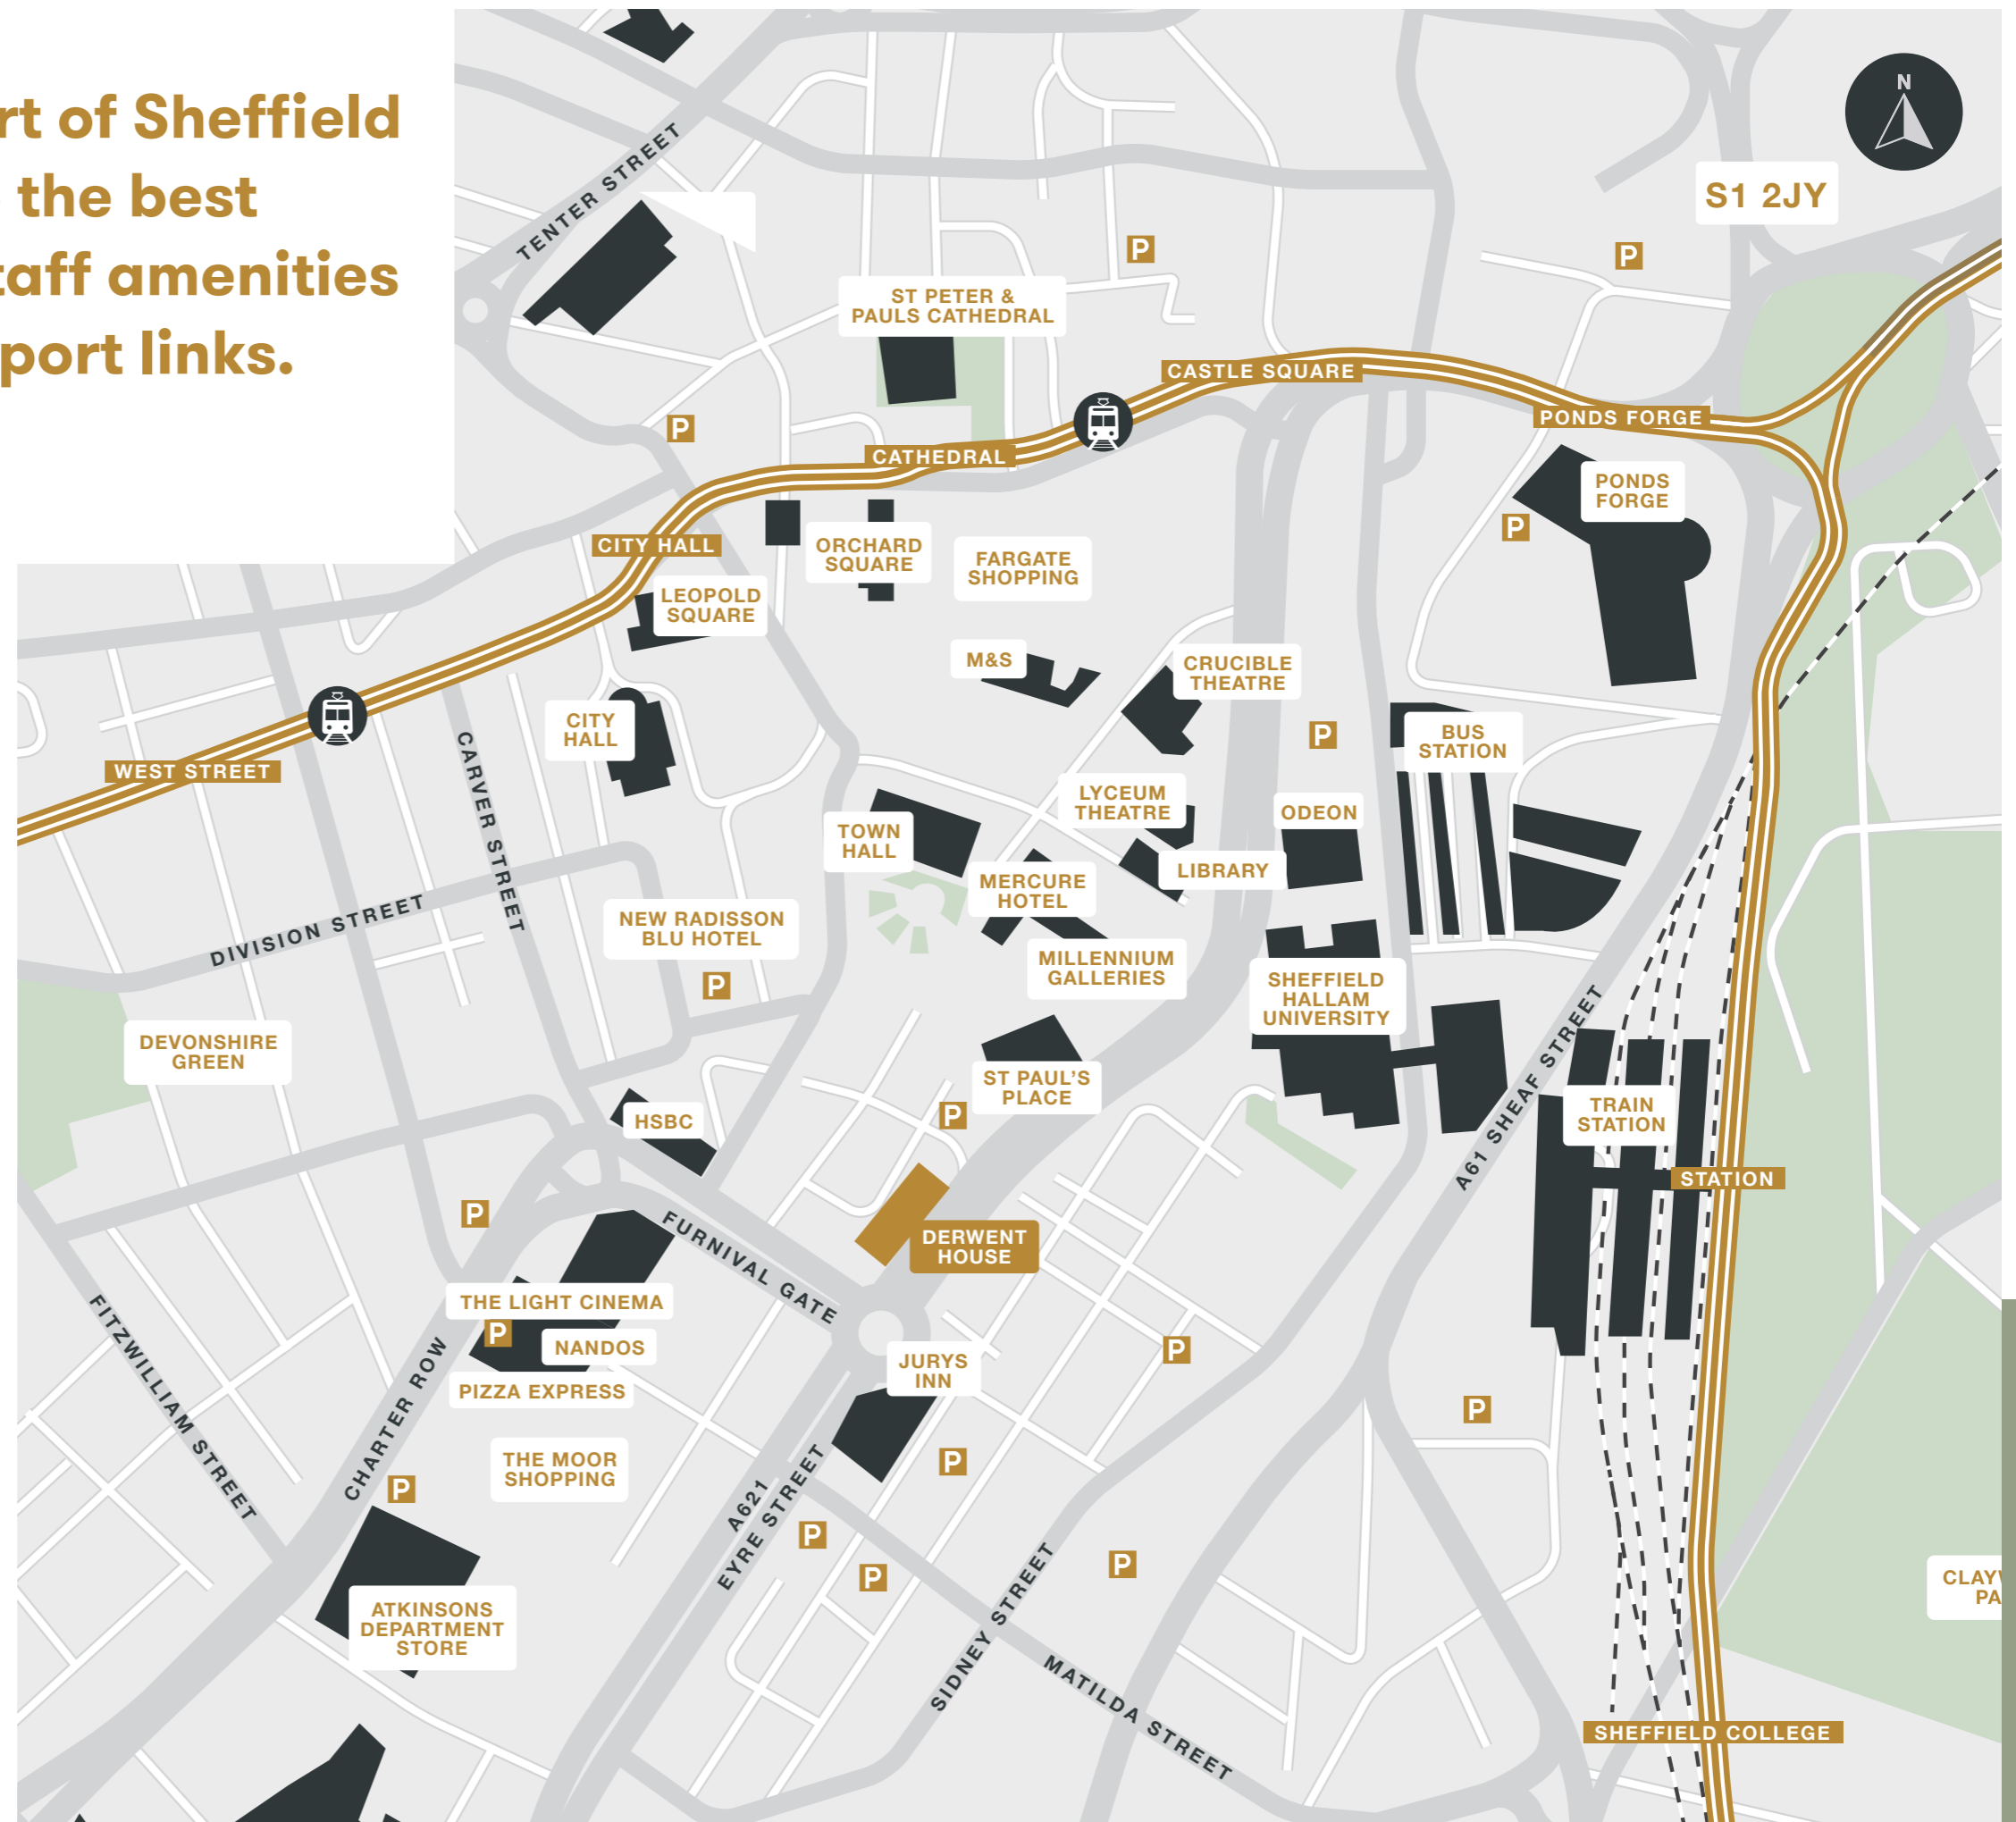 rt of Sheffield
the best
taff amenities
port links.
N
S1 2JY
TENTER STREET
P
P
ST PETER &
PAULS CATHEDRAL
CASTLE SQUARE
PONDS FORGE
P
CATHEDRAL
PONDS
FORGE
P
CITY HALL
ORCHARD
SQUARE
FARGATE
SHOPPING
LEOPOLD
SQUARE
M&S
CRUCIBLE
THEATRE
CITY
HALL
P
BUS
STATION
WEST STREET
CARVER STREET
LYCEUM
THEATRE
ODEON
TOWN
HALL
LIBRARY
MERCURE
HOTEL
DIVISION STREET
NEW RADISSON
BLU HOTEL
P
MILLENNIUM
GALLERIES
SHEFFIELD
HALLAM
UNIVERSITY
DEVONSHIRE
GREEN
A61 SHEAF STREET
ST PAUL'S
PLACE
HSBC
P
TRAIN
STATION
STATION
P
FURNIVAL GATE
DERWENT
HOUSE
THE LIGHT CINEMA
P
NANDOS
PIZZA EXPRESS
JURYS
INN
P
FITZWILLIAM STREET
CHARTER ROW
P
THE MOOR
SHOPPING
P
P
A621
EYRE STREET
P
P
P
SIDNEY STREET
ATKINSONS
DEPARTMENT
STORE
CLAY
PA
MATILDA STREET
SHEFFIELD COLLEGE